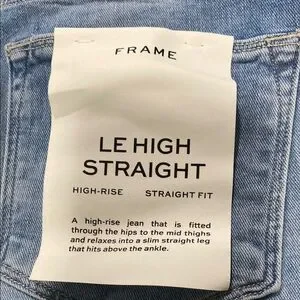 FRAME
LE HIGH
STRAIGHT
HIGH-RISE STRAIGHT FIT
A high-rise jean that is fitted
through the hips to the mid thighs
and relaxes into a slim straight leg
that hits above the ankle.